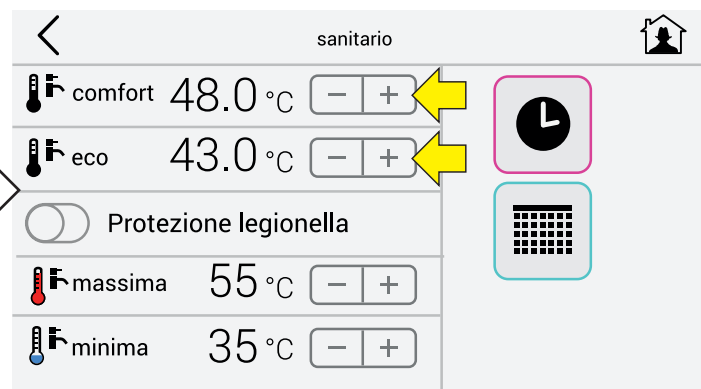 sanitario
comfort 48.0 °C − +
eco 43.0 °C − +
Protezione legionella
massima 55 °C − +
minima 35 °C − +